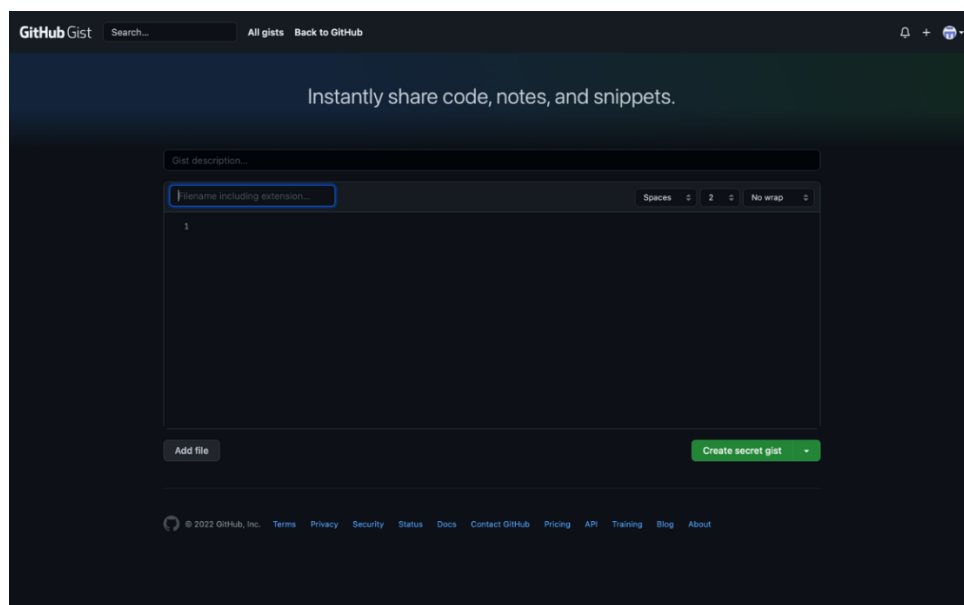 GitHub Gist Search... All gists Back to GitHub
Instantly share code, notes, and snippets.
Gist description...
Filename including extension... Spaces 2 No wrap
1
Add file Create secret gist
© 2022 GitHub, Inc. Terms Privacy Security Status Docs Contact GitHub Pricing API Training Blog About